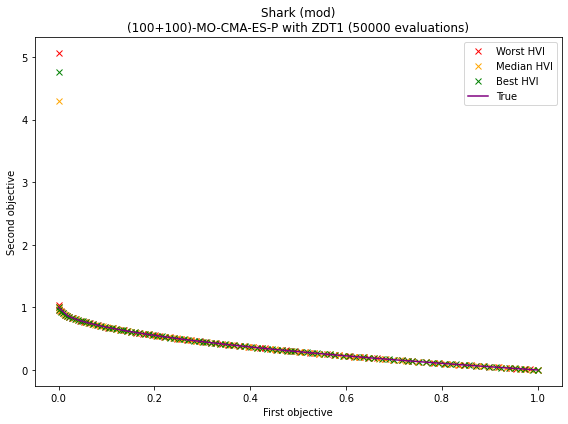 Shark (mod)
(100+100)-MO-CMA-ES-P with ZDT1 (50000 evaluations)
Worst HVI
Median HVI
Best HVI
True
5
4
3
2
1
0
Second objective
0.0 0.2 0.4 0.6 0.8 1.0
First objective